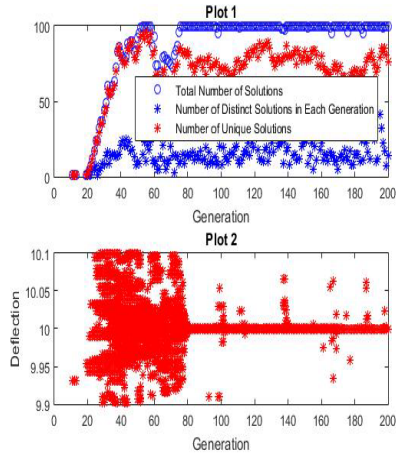 Plot 1
100
50
0
Total Number of Solutions
Number of Distinct Solutions in Each Generation
Number of Unique Solutions
0 20 40 60 80 100 120 140 160 180 200
Generation
Plot 2
10.1
10.05
10
9.95
9.9
Deflection
0 20 40 60 80 100 120 140 160 180 200
Generation